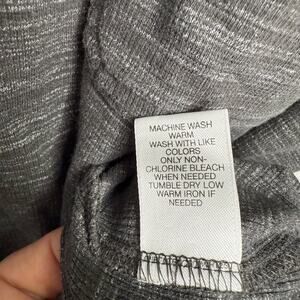 MACHINE WASH
WARM
WASH WITH LIKE
COLORS
ONLY NON-
CHLORINE BLEACH
WHEN NEEDED
TUMBLE DRY LOW
WARM IRON IF
NEEDED